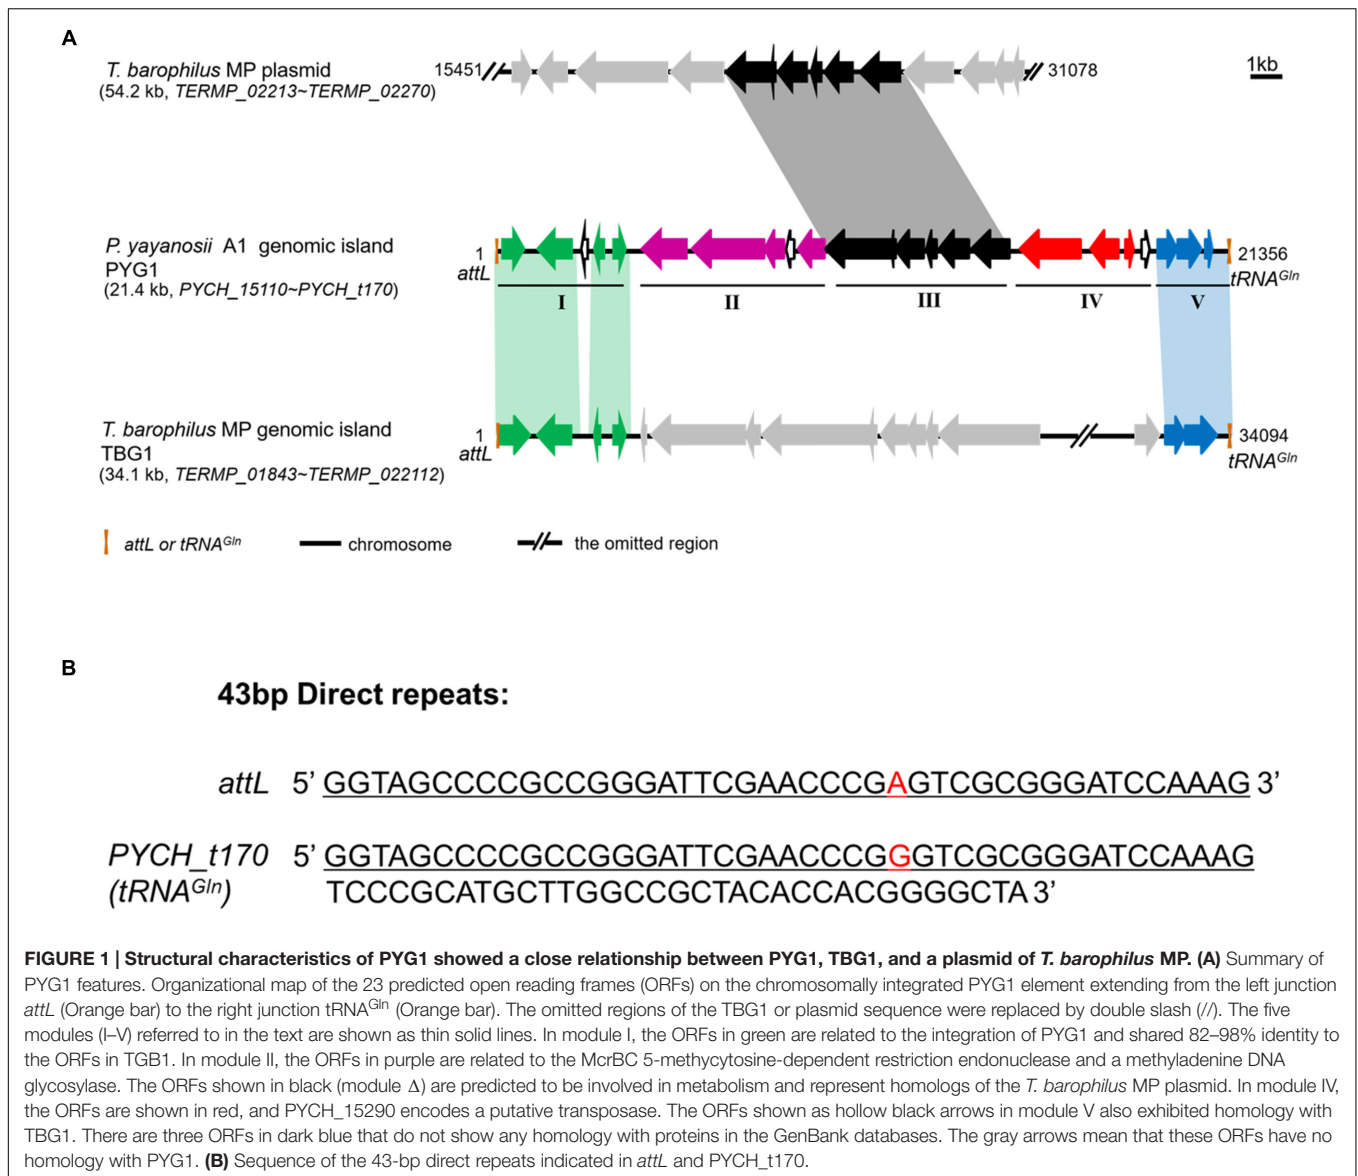 A
T. barophilus MP plasmid
(54.2 kb, TERMP_02213~TERMP_02270)
15451
31078
1kb
P. yayanosii A1 genomic island
PYG1
(21.4 kb, PYCH_15110~PYCH_t170)
1
attL
21356
tRNAGln
I
II
III
IV
V
T. barophilus MP genomic island
TBG1
(34.1 kb, TERMP_01843~TERMP_022112)
1
attL
34094
tRNAGln
attL or tRNAGln
chromosome
the omitted region
B
43bp Direct repeats:
attL 5’ GGTAGCCCCGCCGGGATTCGAACCCGAGTCGCGGGATCCAAAG 3’
PYCH_t170 5’ GGTAGCCCCGCCGGGATTCGAACCCGGGTCGCGGGATCCAAAG
(tRNAGln) TCCCGCATGCTTGGCCGCTACACCACGGGGCTA 3’
FIGURE 1 | Structural characteristics of PYG1 showed a close relationship between PYG1, TBG1, and a plasmid of T. barophilus MP. (A) Summary of
PYG1 features. Organizational map of the 23 predicted open reading frames (ORFs) on the chromosomally integrated PYG1 element extending from the left junction
attL (Orange bar) to the right junction tRNAGln (Orange bar). The omitted regions of the TBG1 or plasmid sequence were replaced by double slash (//). The five
modules (I–V) referred to in the text are shown as thin solid lines. In module I, the ORFs in green are related to the integration of PYG1 and shared 82–98% identity to
the ORFs in TGB1. In module II, the ORFs in purple are related to the McrBC 5-methycytosine-dependent restriction endonuclease and a methyladenine DNA
glycosylase. The ORFs shown in black (module Δ) are predicted to be involved in metabolism and represent homologs of the T. barophilus MP plasmid. In module IV,
the ORFs are shown in red, and PYCH_15290 encodes a putative transposase. The ORFs shown as hollow black arrows in module V also exhibited homology with
TBG1. There are three ORFs in dark blue that do not show any homology with proteins in the GenBank databases. The gray arrows mean that these ORFs have no
homology with PYG1. (B) Sequence of the 43-bp direct repeats indicated in attL and PYCH_t170.